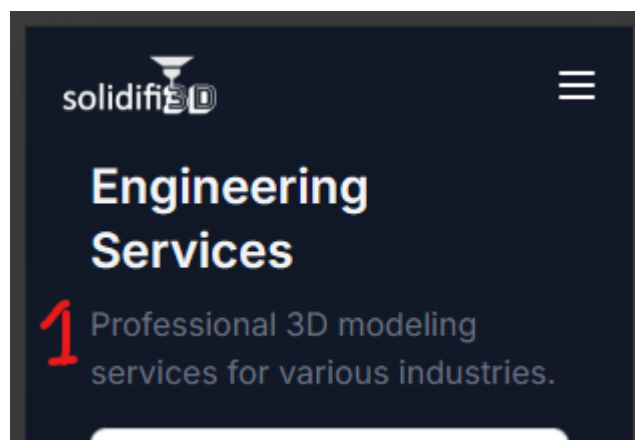 solidifi3D
Engineering
Services
1
Professional 3D modeling
services for various industries.